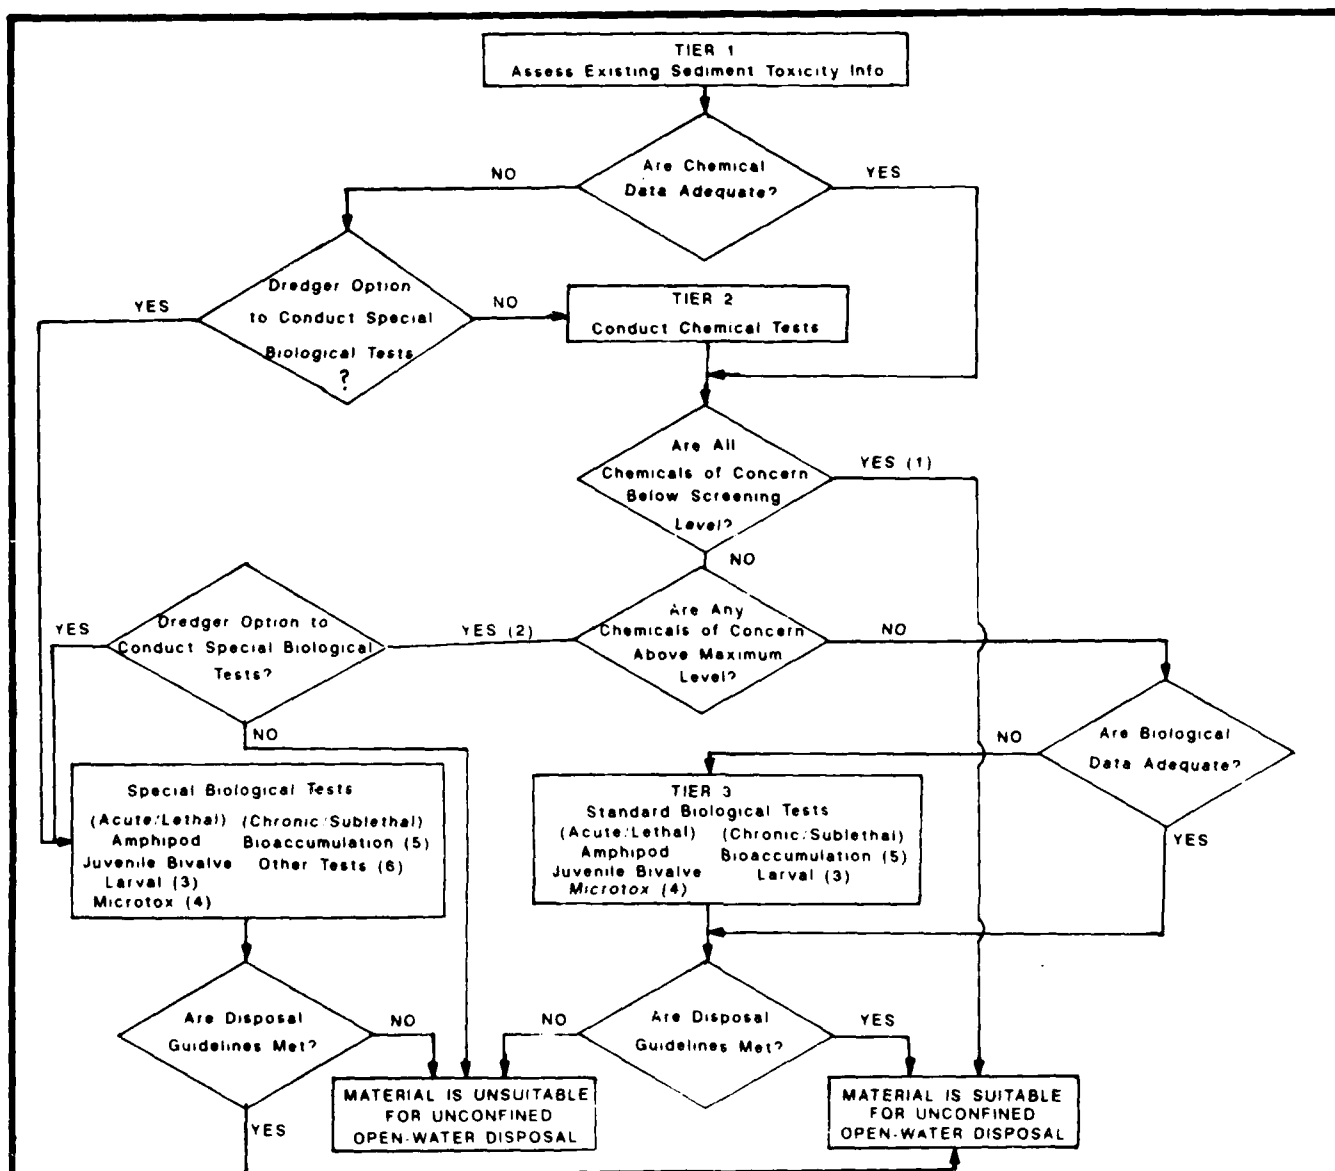 TIER 1
Assess Existing Sediment Toxicity Info
Are Chemical
Data Adequate?
NO
YES
Dredger Option
to Conduct Special
Biological Tests
?
YES
NO
TIER 2
Conduct Chemical Tests
Are All
Chemicals of Concern
Below Screening
Level?
YES (1)
NO
Are Any
Chemicals of Concern
Above Maximum
Level?
YES (2)
NO
Dredger Option to
Conduct Special Biological
Tests?
YES
NO
Are Biological
Data Adequate?
NO
YES
Special Biological Tests
(Acute/Lethal) (Chronic/Sublethal)
Amphipod Bioaccumulation (5)
Juvenile Bivalve Other Tests (6)
Larval (3)
Microtox (4)
TIER 3
Standard Biological Tests
(Acute/Lethal) (Chronic/Sublethal)
Amphipod Bioaccumulation (5)
Juvenile Bivalve Larval (3)
Microtox (4)
Are Disposal
Guidelines Met?
NO
YES
Are Disposal
Guidelines Met?
NO
YES
MATERIAL IS UNSUITABLE
FOR UNCONFINED
OPEN-WATER DISPOSAL
MATERIAL IS SUITABLE
FOR UNCONFINED
OPEN-WATER DISPOSAL